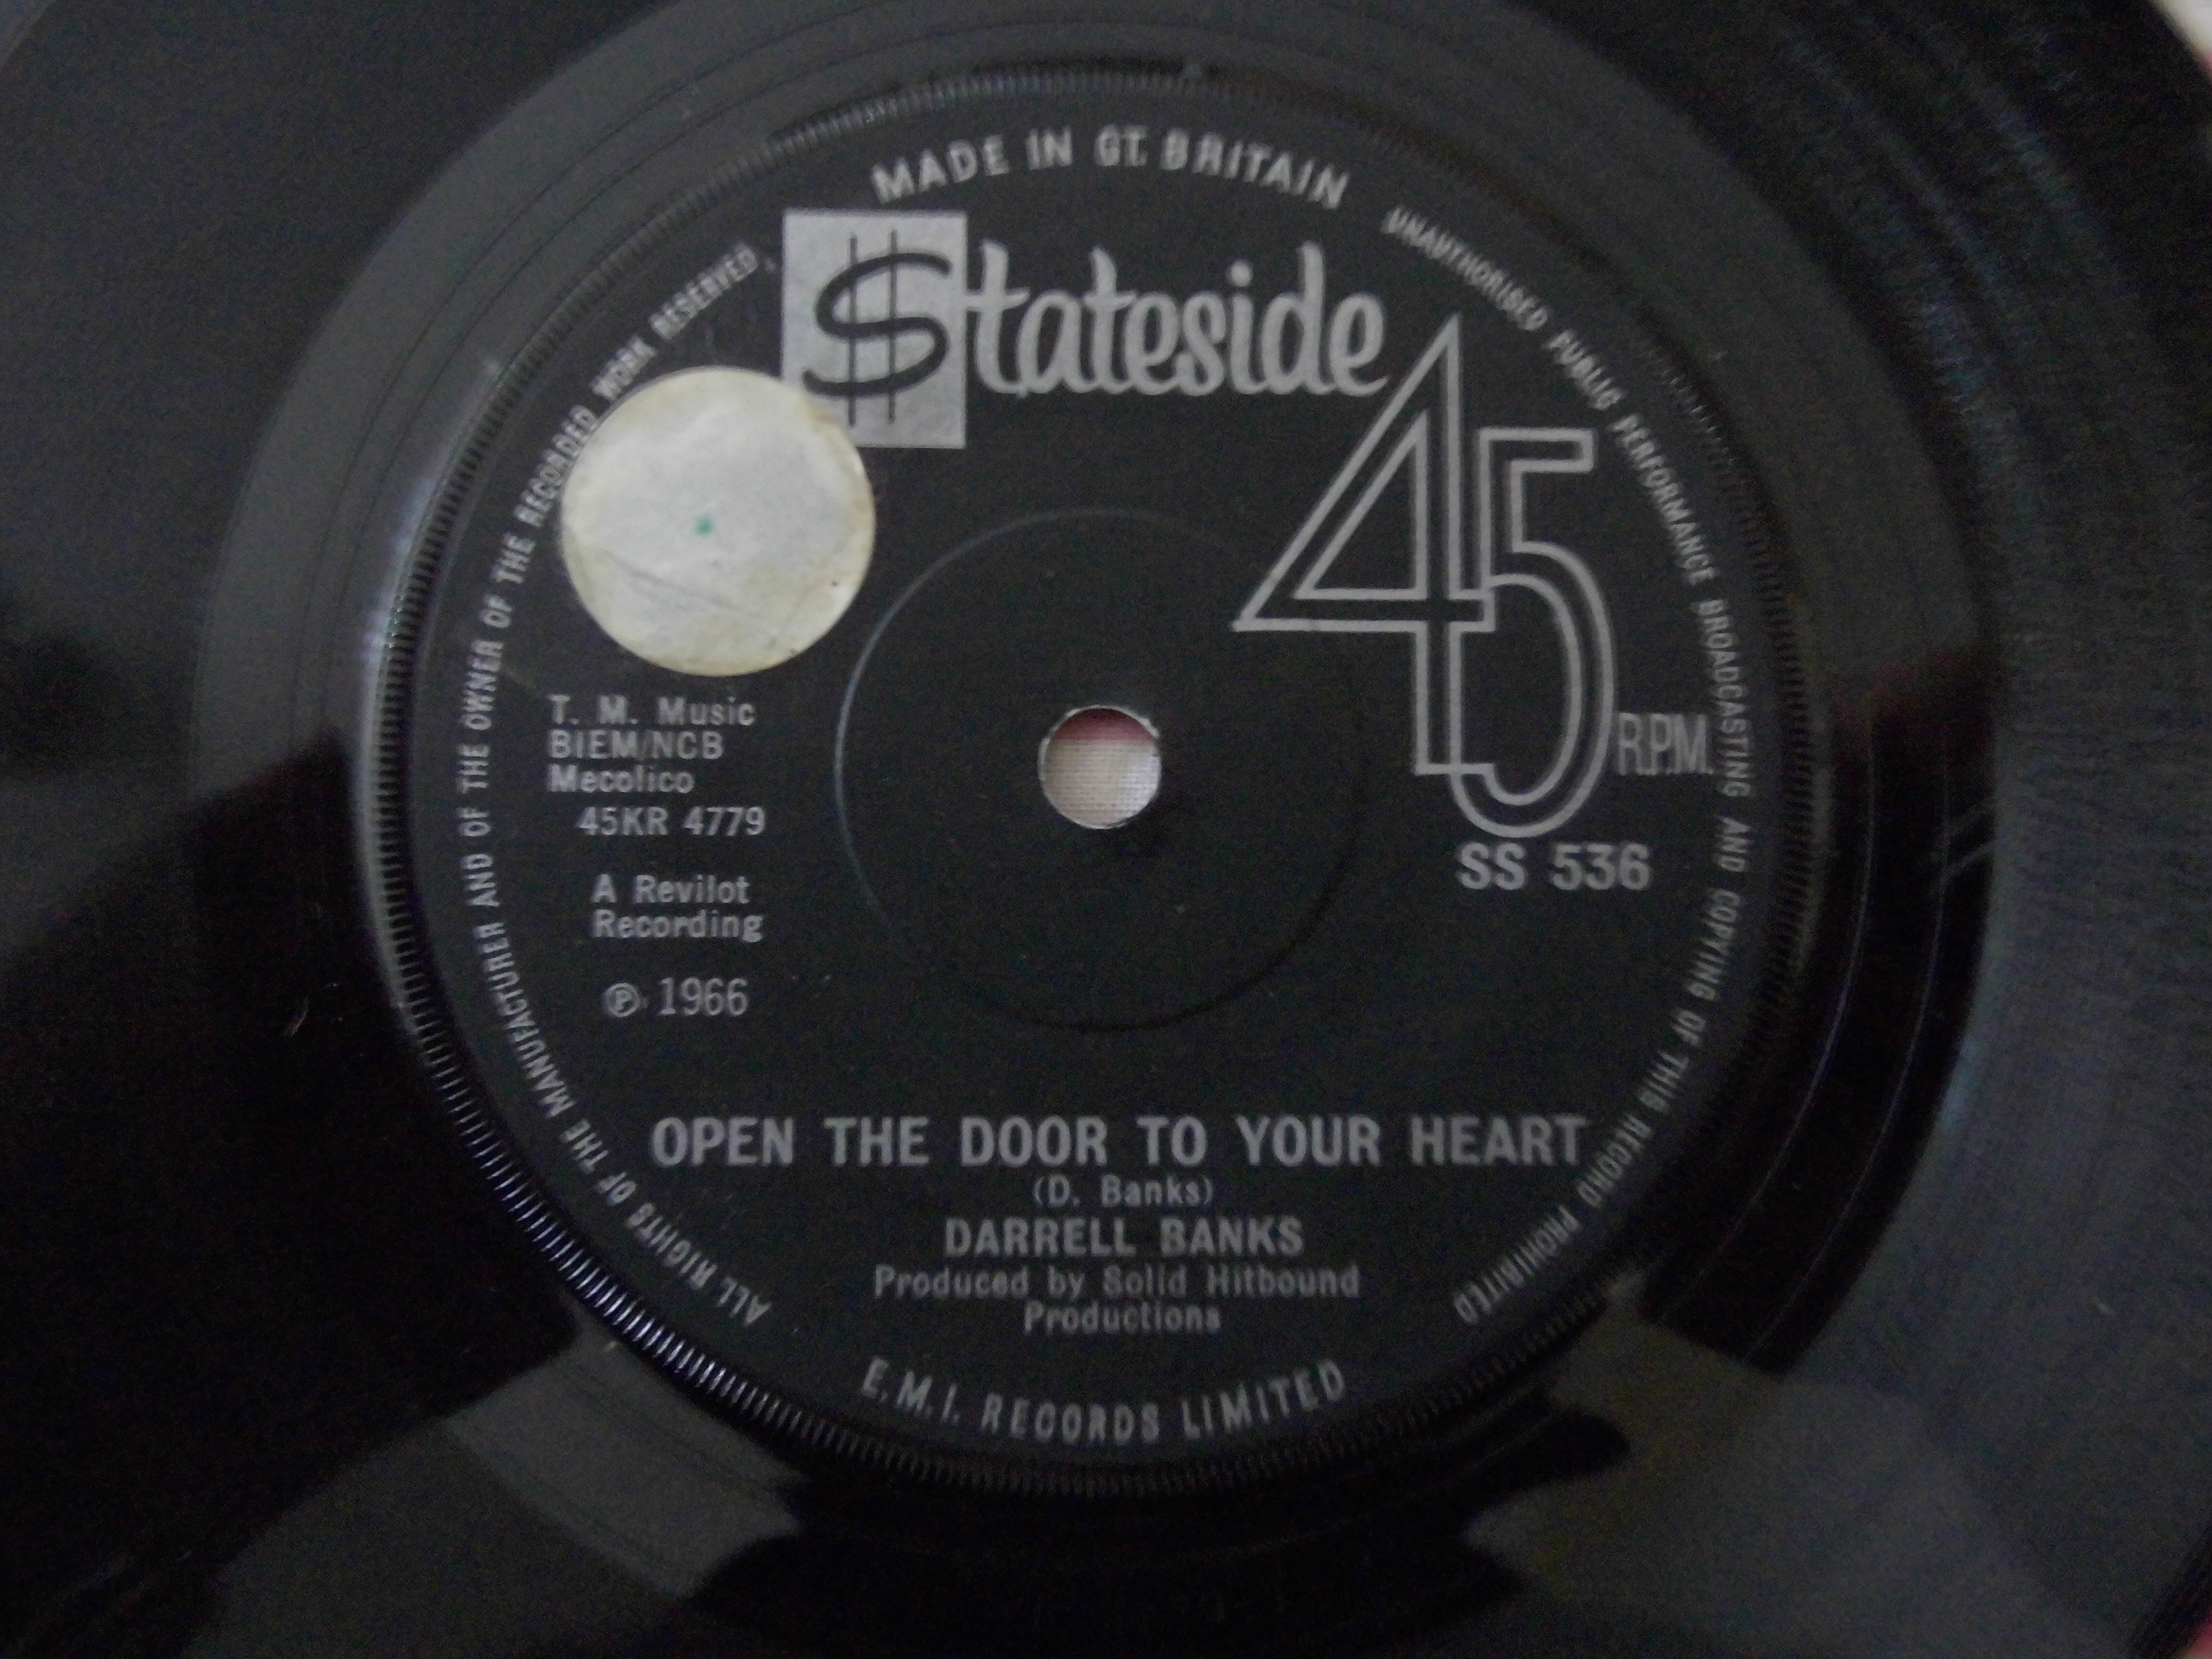 MADE IN GT. BRITAIN
UNAUTHORISED PUBLIC PERFORMANCE BROADCASTING AND COPYING OF THIS RECORD PROHIBITED
ALL RIGHTS OF THE MANUFACTURER AND OF THE OWNER OF THE RECORDED WORK RESERVED.
Stateside
45
R.P.M.
T. M. Music
BIEM/NCB
Mecolico
45KR 4779
SS 536
A Revilot
Recording
℗ 1966
OPEN THE DOOR TO YOUR HEART
(D. Banks)
DARRELL BANKS
Produced by Solid Hitbound
Productions
E.M.I. RECORDS LIMITED